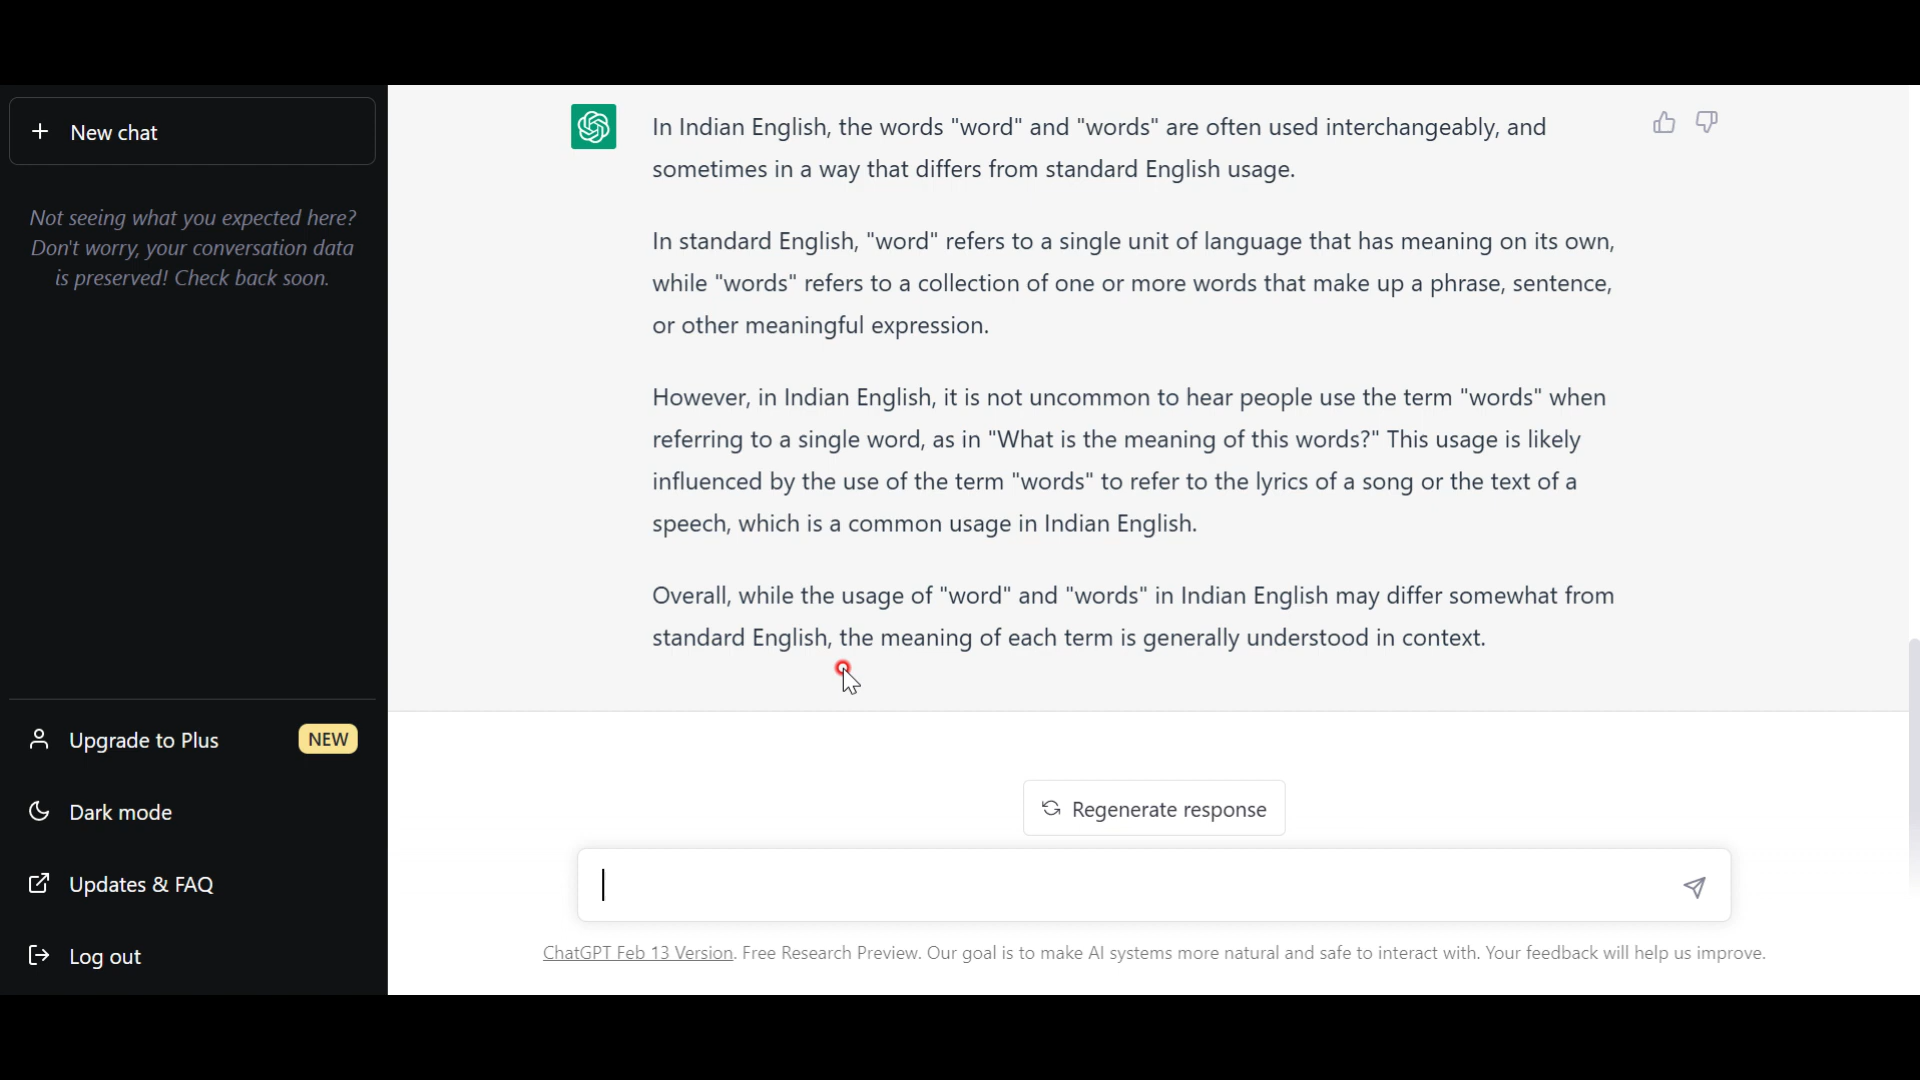 New chat
Not seeing what you expected here?
Don't worry, your conversation data
is preserved! Check back soon.
Upgrade to Plus NEW
Dark mode
Updates & FAQ
Log out
In Indian English, the words "word" and "words" are often used interchangeably, and
sometimes in a way that differs from standard English usage.
In standard English, "word" refers to a single unit of language that has meaning on its own,
while "words" refers to a collection of one or more words that make up a phrase, sentence,
or other meaningful expression.
However, in Indian English, it is not uncommon to hear people use the term "words" when
referring to a single word, as in "What is the meaning of this words?" This usage is likely
influenced by the use of the term "words" to refer to the lyrics of a song or the text of a
speech, which is a common usage in Indian English.
Overall, while the usage of "word" and "words" in Indian English may differ somewhat from
standard English, the meaning of each term is generally understood in context.
Regenerate response
ChatGPT Feb 13 Version. Free Research Preview. Our goal is to make AI systems more natural and safe to interact with. Your feedback will help us improve.